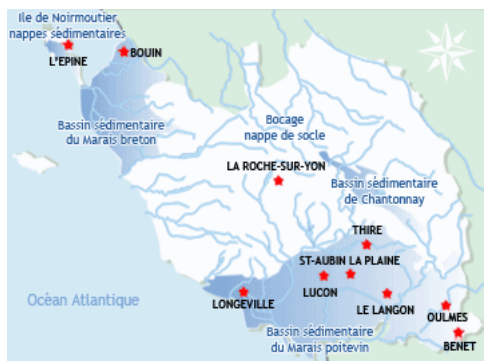 Ile de Noirmoutier
nappes sédimentaires
L'EPINE
BOUIN
Bassin sédimentaire
du Marais breton
Bocage
nappe de socle
LA ROCHE-SUR-YON
Bassin sédimentaire
de Chantonnay
THIRE
ST-AUBIN LA PLAINE
LUCON
LONGEVILLE
LE LANGON
Océan Atlantique
OULMES
Bassin sédimentaire
du Marais poitevin
BENET